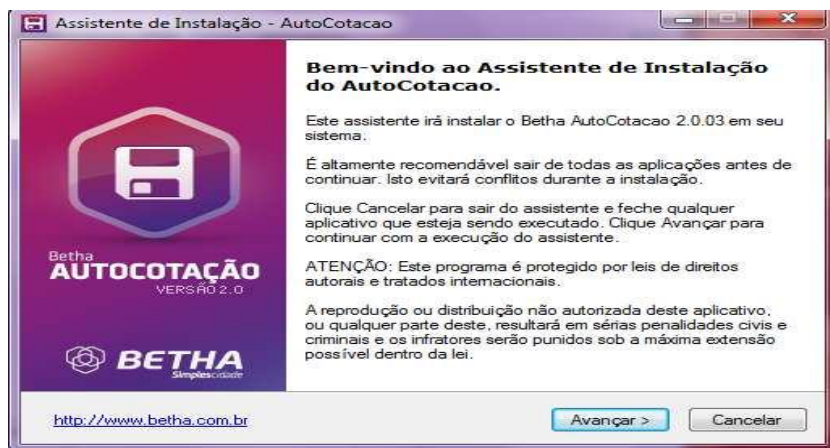 Assistente de Instalação - AutoCotacao
Bem-vindo ao Assistente de Instalação
do AutoCotacao.
Este assistente irá instalar o Betha AutoCotacao 2.0.03 em seu
sistema.
É altamente recomendável sair de todas as aplicações antes de
continuar. Isto evitará conflitos durante a instalação.
Clique Cancelar para sair do assistente e feche qualquer
aplicativo que esteja sendo executado. Clique Avançar para
continuar com a execução do assistente.
ATENÇÃO: Este programa é protegido por leis de direitos
autorais e tratados internacionais.
A reprodução ou distribuição não autorizada deste aplicativo,
ou qualquer parte deste, resultará em sérias penalidades civis e
criminais e os infratores serão punidos sob a máxima extensão
possível dentro da lei.
Betha
AUTOCOTAÇÃO
VERSÃO 2.0
BETHA
Simplescidade
http://www.betha.com.br
Avançar >
Cancelar